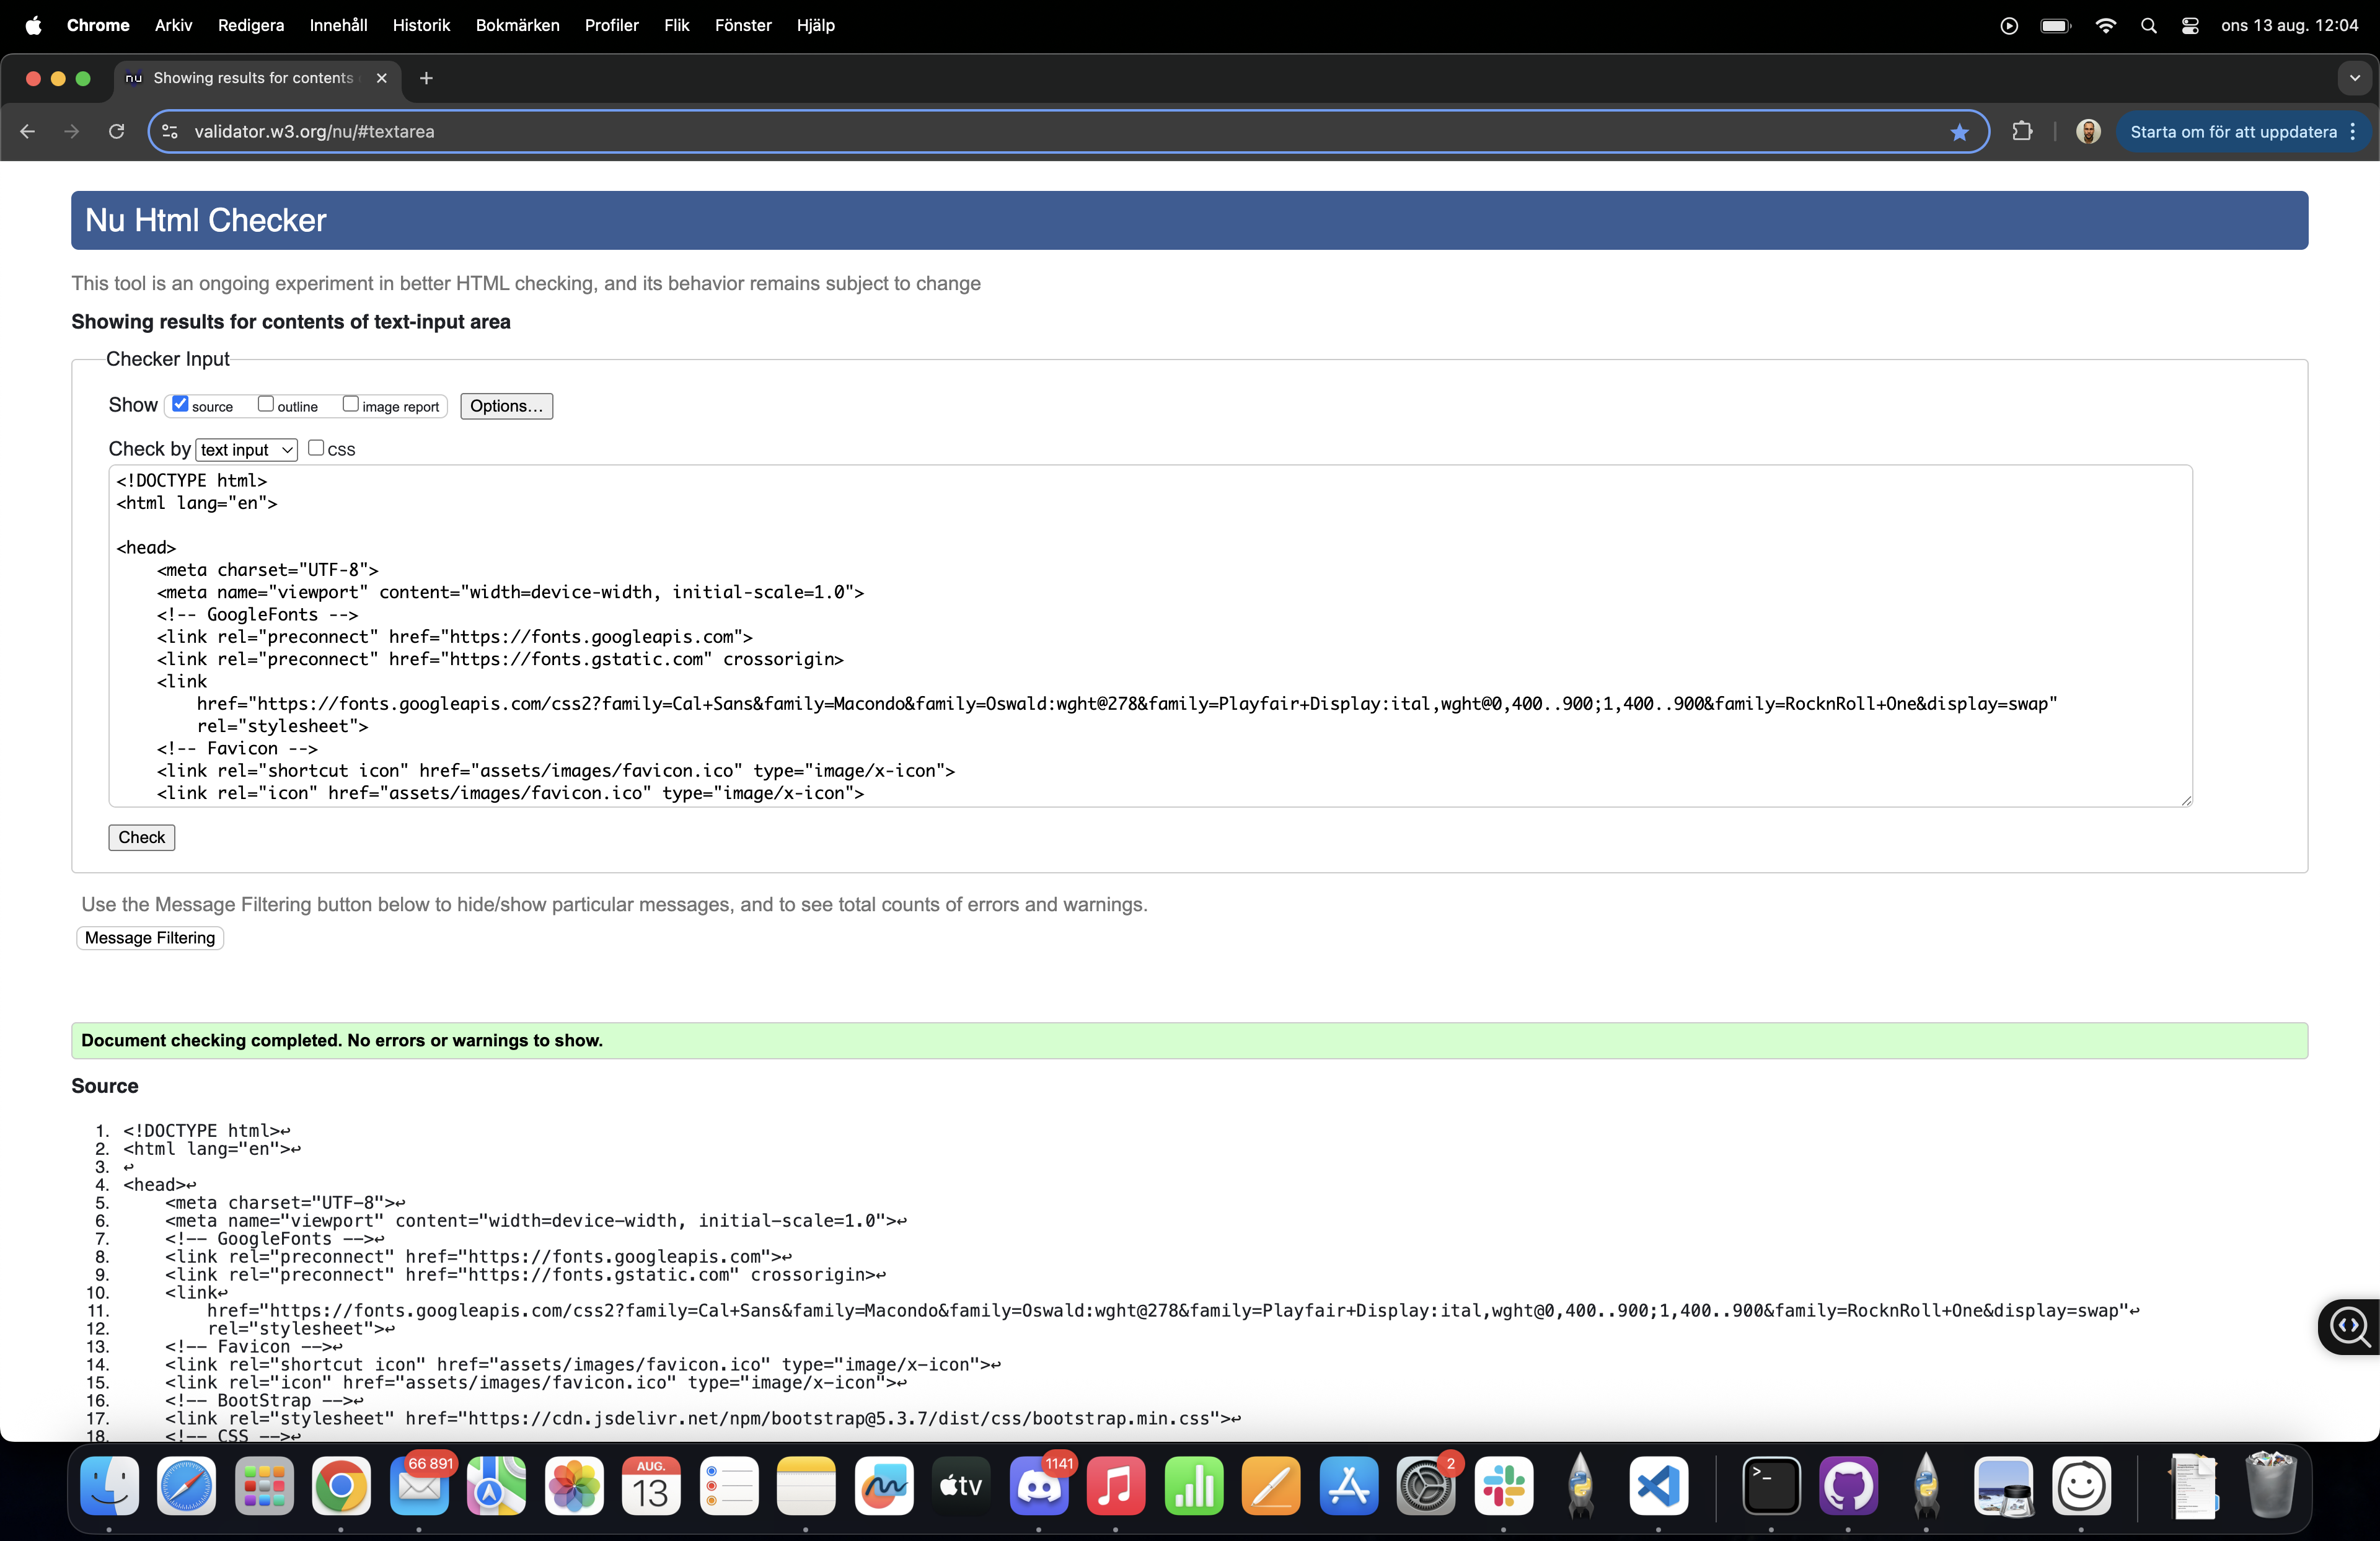 Chrome Arkiv Redigera Innehåll Historik Bokmärken Profiler Flik Fönster Hjälp ons 13 aug. 12:04
nu Showing results for contents
validator.w3.org/nu/#textarea Starta om för att uppdatera
Nu Html Checker
This tool is an ongoing experiment in better HTML checking, and its behavior remains subject to change
Showing results for contents of text-input area
Checker Input
Show source outline image report Options...
Check by text input CSS
<!DOCTYPE html>
<html lang="en">
<head>
    <meta charset="UTF-8">
    <meta name="viewport" content="width=device-width, initial-scale=1.0">
    <!-- GoogleFonts -->
    <link rel="preconnect" href="https://fonts.googleapis.com">
    <link rel="preconnect" href="https://fonts.gstatic.com" crossorigin>
    <link
        href="https://fonts.googleapis.com/css2?family=Cal+Sans&family=Macondo&family=Oswald:wght@278&family=Playfair+Display:ital,wght@0,400..900;1,400..900&family=RocknRoll+One&display=swap"
        rel="stylesheet">
    <!-- Favicon -->
    <link rel="shortcut icon" href="assets/images/favicon.ico" type="image/x-icon">
    <link rel="icon" href="assets/images/favicon.ico" type="image/x-icon">
Check
Use the Message Filtering button below to hide/show particular messages, and to see total counts of errors and warnings.
Message Filtering
Document checking completed. No errors or warnings to show.
Source
1. <!DOCTYPE html>↩
2. <html lang="en">↩
3. ↩
4. <head>↩
5.     <meta charset="UTF-8">↩
6.     <meta name="viewport" content="width=device-width, initial-scale=1.0">↩
7.     <!-- GoogleFonts -->↩
8.     <link rel="preconnect" href="https://fonts.googleapis.com">↩
9.     <link rel="preconnect" href="https://fonts.gstatic.com" crossorigin>↩
10.     <link↩
11.         href="https://fonts.googleapis.com/css2?family=Cal+Sans&family=Macondo&family=Oswald:wght@278&family=Playfair+Display:ital,wght@0,400..900;1,400..900&family=RocknRoll+One&display=swap"↩
12.         rel="stylesheet">↩
13.     <!-- Favicon -->↩
14.     <link rel="shortcut icon" href="assets/images/favicon.ico" type="image/x-icon">↩
15.     <link rel="icon" href="assets/images/favicon.ico" type="image/x-icon">↩
16.     <!-- BootStrap -->↩
17.     <link rel="stylesheet" href="https://cdn.jsdelivr.net/npm/bootstrap@5.3.7/dist/css/bootstrap.min.css">↩
18.     <!-- CSS -->↩
66 891 AUG. 13 tv 1141 2